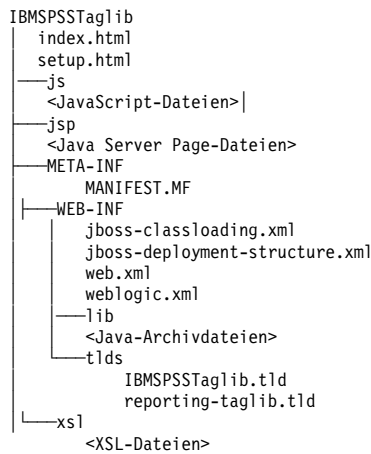 IBMSPSSTaglib
│ index.html
│ setup.html
├───js
│ <JavaScript-Dateien>│
├───jsp
│ <Java Server Page-Dateien>
├───META-INF
│ MANIFEST.MF
│├───WEB-INF
│ │ jboss-classloading.xml
│ │ jboss-deployment-structure.xml
│ │ web.xml
│ │ weblogic.xml
│ ├───lib
│ │ <Java-Archivdateien>
│ └───tlds
│ IBMSPSSTaglib.tld
│ reporting-taglib.tld
│└───xsl
<XSL-Dateien>